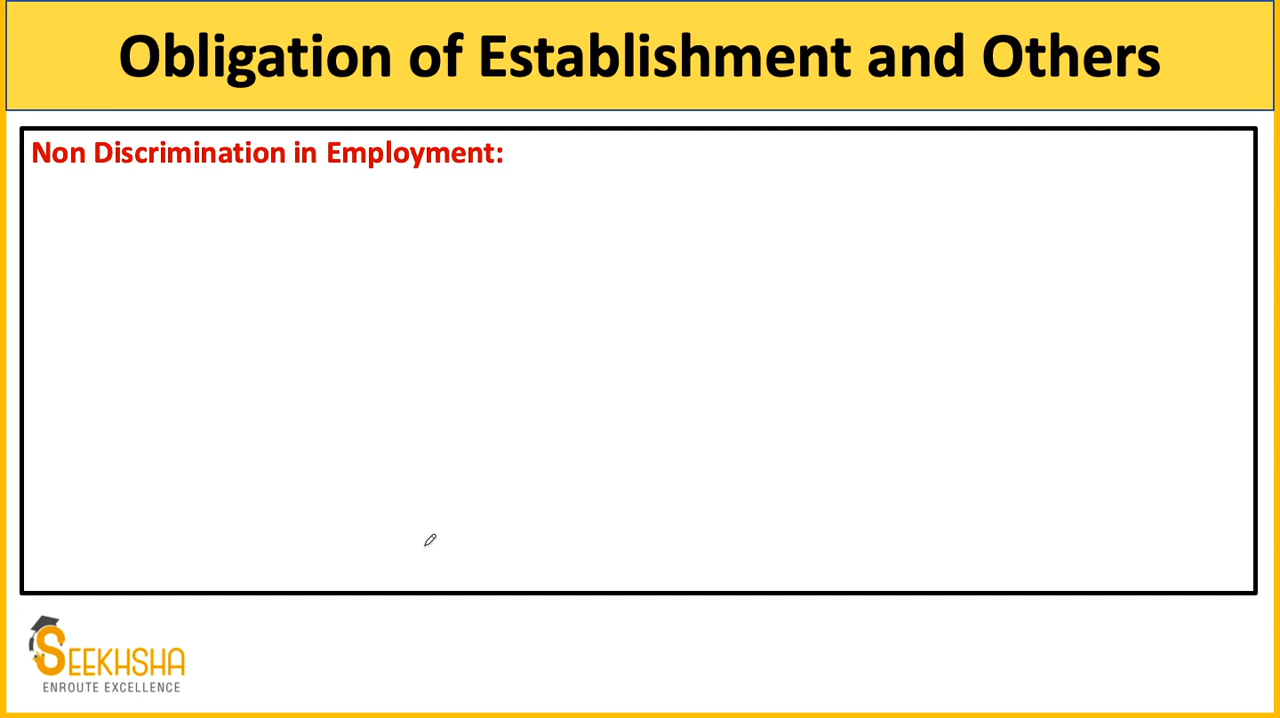 Obligation of Establishment and Others
Non Discrimination in Employment:
SEEKHSHA
ENROUTE EXCELLENCE